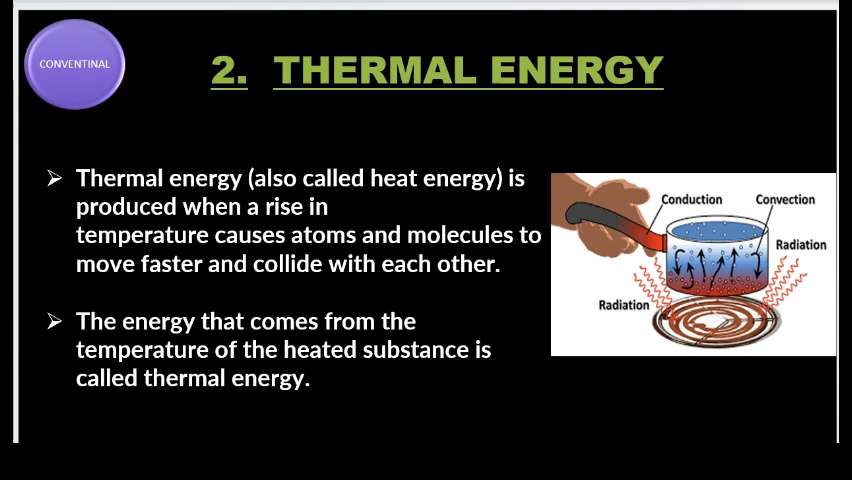 CONVENTINAL
2. THERMAL ENERGY
➢ Thermal energy (also called heat energy) is
produced when a rise in
temperature causes atoms and molecules to
move faster and collide with each other.
➢ The energy that comes from the
temperature of the heated substance is
called thermal energy.
Conduction
Convection
Radiation
Radiation